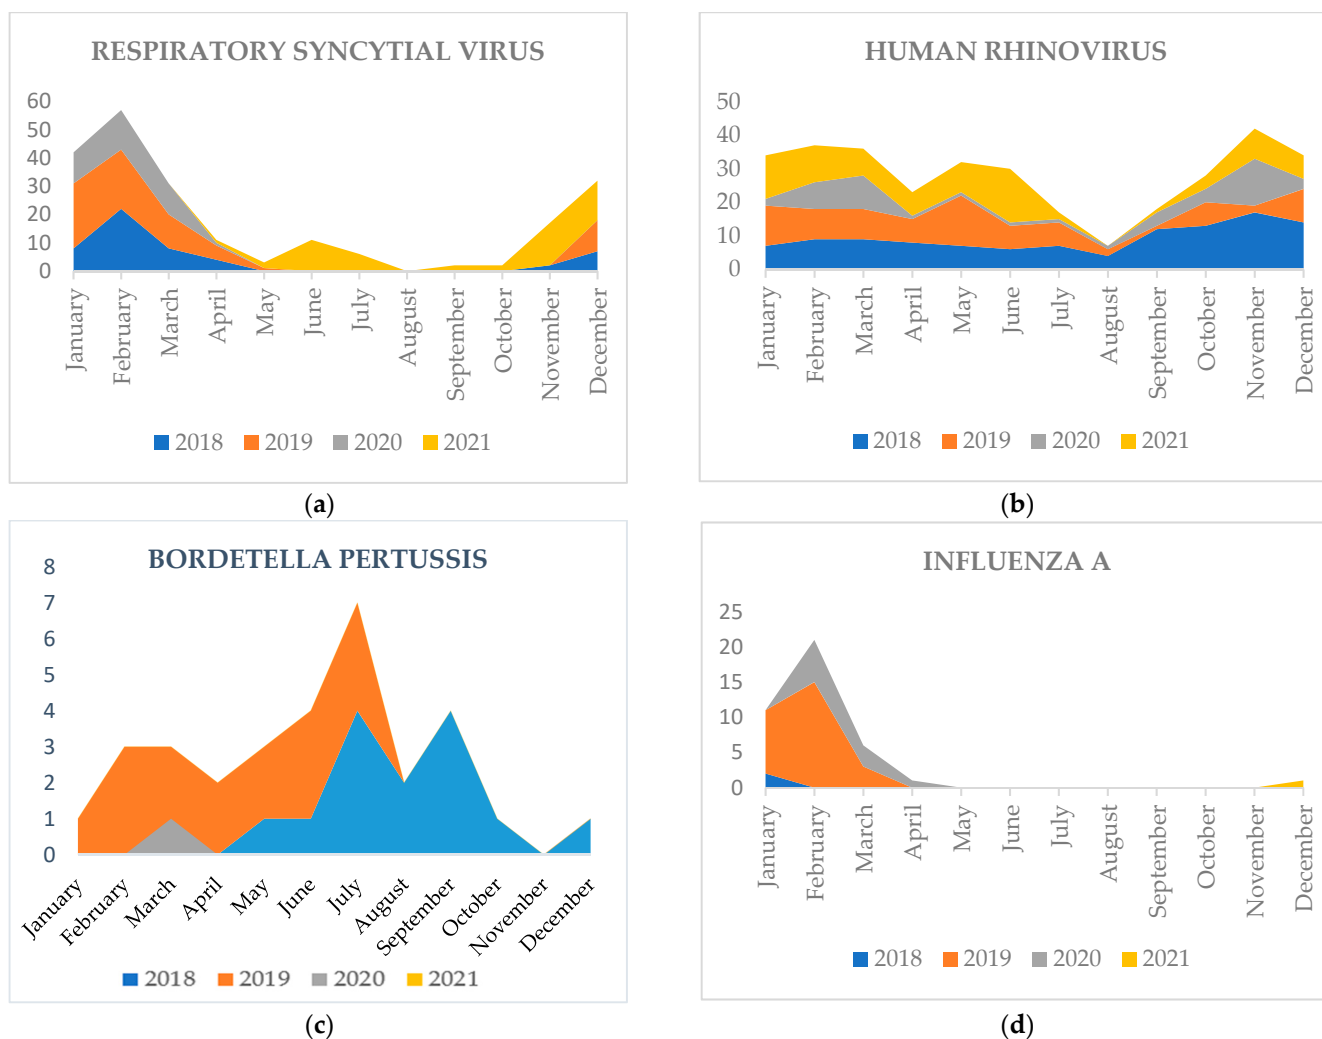 RESPIRATORY SYNCYTIAL VIRUS
60
50
40
30
20
10
0
January
February
March
April
May
June
July
August
September
October
November
December
2018 2019 2020 2021
(a)
HUMAN RHINOVIRUS
50
40
30
20
10
0
January
February
March
April
May
June
July
August
September
October
November
December
2018 2019 2020 2021
(b)
BORDETELLA PERTUSSIS
8
7
6
5
4
3
2
1
0
January
February
March
April
May
June
July
August
September
October
November
December
2018 2019 2020 2021
(c)
INFLUENZA A
25
20
15
10
5
0
January
February
March
April
May
June
July
August
September
October
November
December
2018 2019 2020 2021
(d)